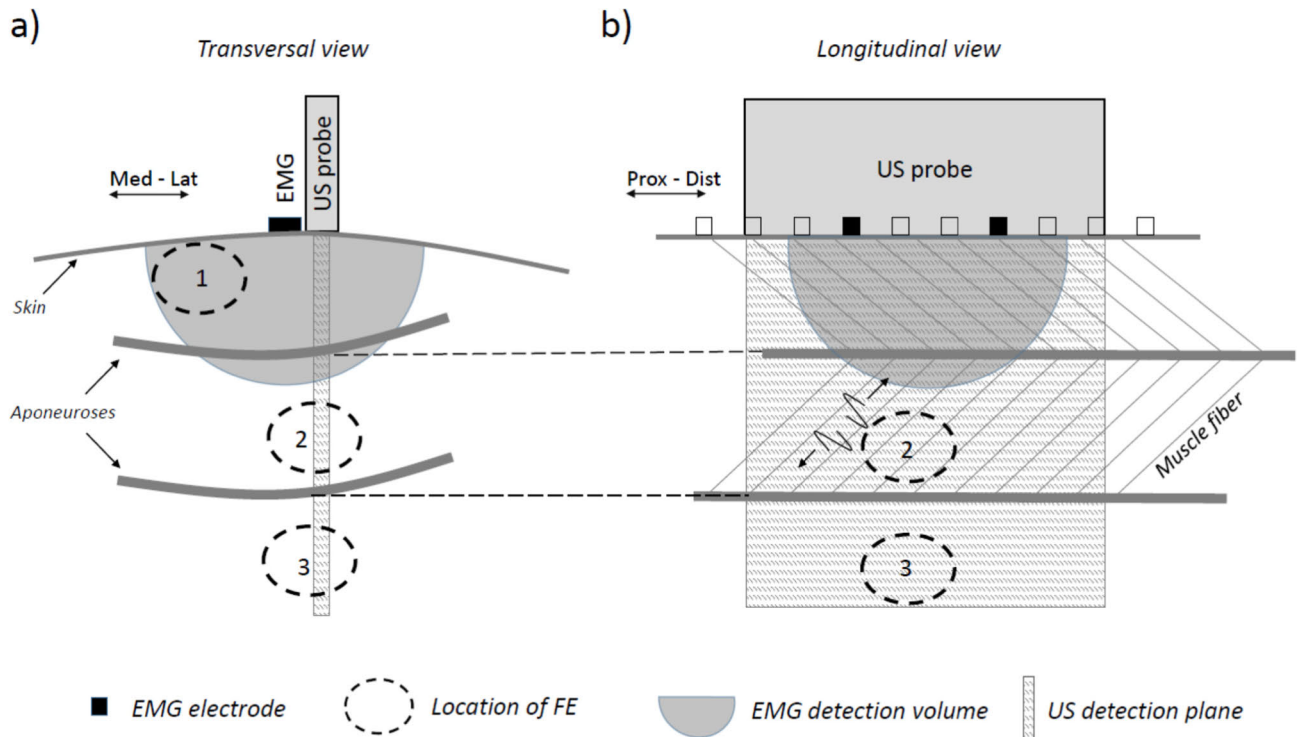 a)
Transversal view
b)
Longitudinal view
US probe
EMG
Med - Lat
US probe
Prox - Dist
1
Skin
Aponeuroses
2
2
Muscle fiber
3
3
EMG electrode
Location of FE
EMG detection volume
US detection plane